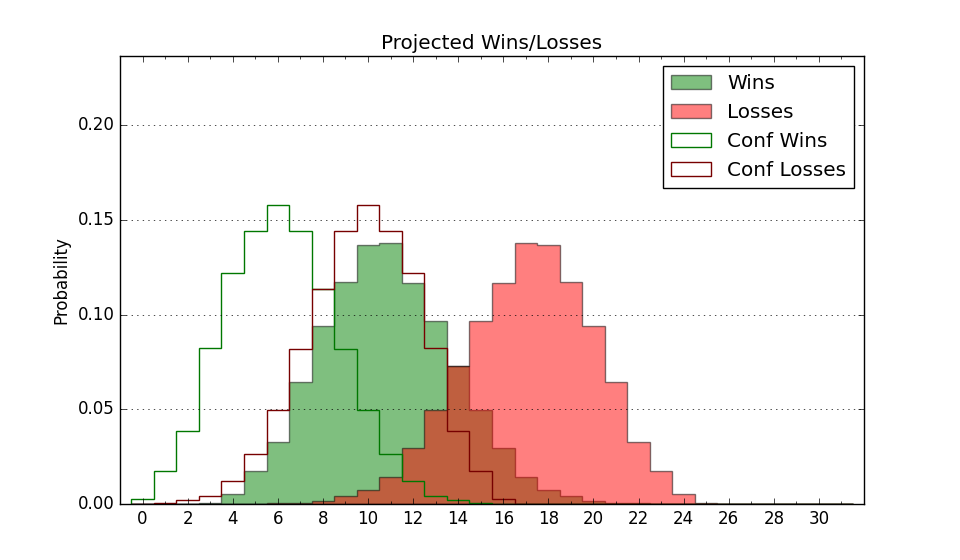 Projected Wins/Losses
Wins
Losses
Conf Wins
Conf Losses
Probability
0.20
0.15
0.10
0.05
0.00
0 2 4 6 8 10 12 14 16 18 20 22 24 26 28 30